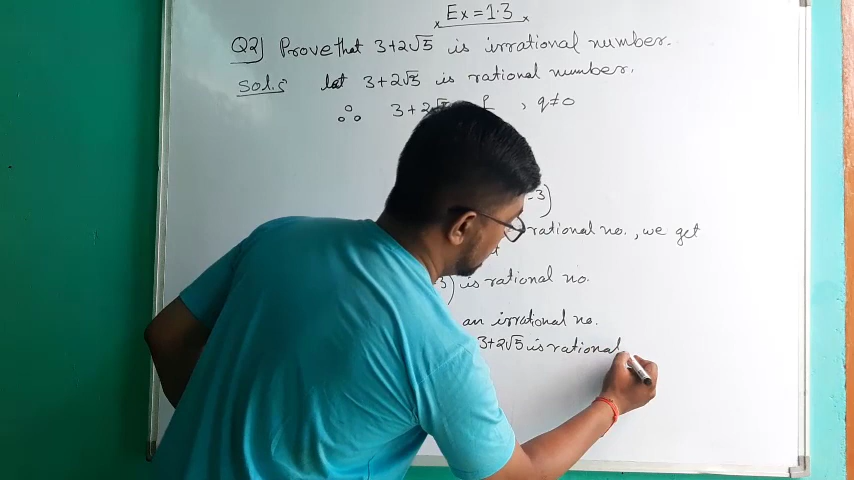 Ex = 1.3
Q2) Prove that 3+2√5 is irrational number.
Sol.: let 3+2√5 is rational number.
∴ 3+2√ , q≠0
-3)
rational no., we get
3) is rational no.
an irrational no.
3+2√5 is rational